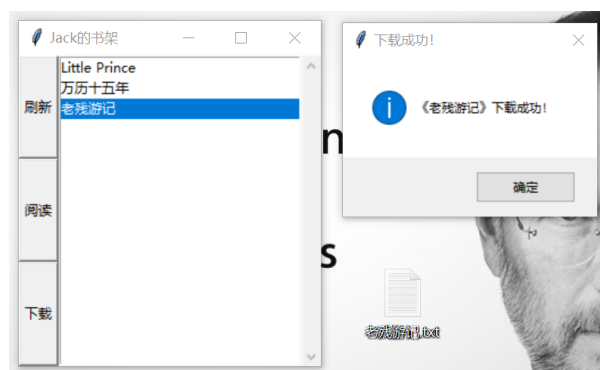 Jack的书架
Little Prince
万历十五年
老残游记
刷新
阅读
下载
下载成功!
《老残游记》下载成功!
确定
n
s
老残游记.txt